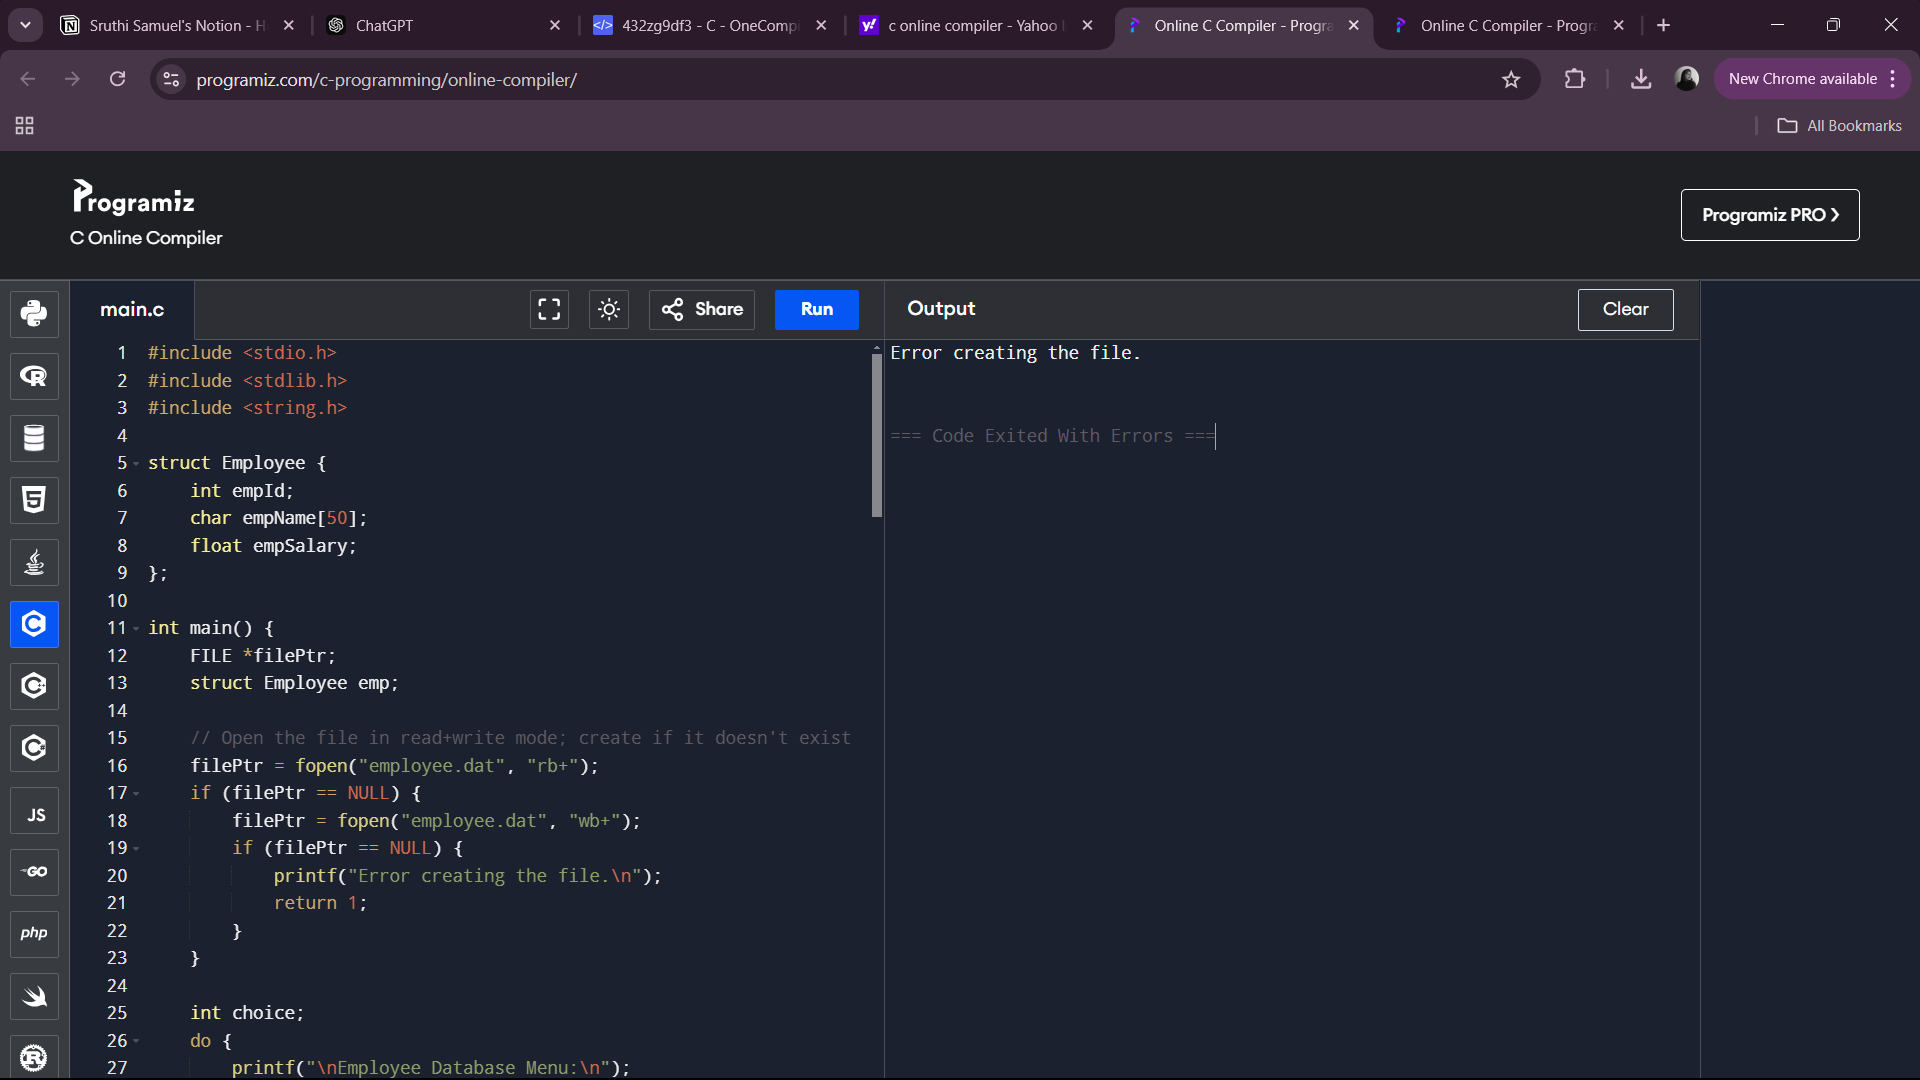 Sruthi Samuel's Notion - H
ChatGPT
432zg9df3 - C - OneCompi
c online compiler - Yahoo
Online C Compiler - Progra
Online C Compiler - Progra
programiz.com/c-programming/online-compiler/
New Chrome available
All Bookmarks
Programiz
C Online Compiler
Programiz PRO ❯
main.c
Share
Run
Output
Clear
1 #include <stdio.h>
2 #include <stdlib.h>
3 #include <string.h>
4
5 struct Employee {
6 int empId;
7 char empName[50];
8 float empSalary;
9 };
10
11 int main() {
12 FILE *filePtr;
13 struct Employee emp;
14
15 // Open the file in read+write mode; create if it doesn't exist
16 filePtr = fopen("employee.dat", "rb+");
17 if (filePtr == NULL) {
18 filePtr = fopen("employee.dat", "wb+");
19 if (filePtr == NULL) {
20 printf("Error creating the file.\n");
21 return 1;
22 }
23 }
24
25 int choice;
26 do {
27 printf("\nEmployee Database Menu:\n");
Error creating the file.
=== Code Exited With Errors ===
JS
GO
php